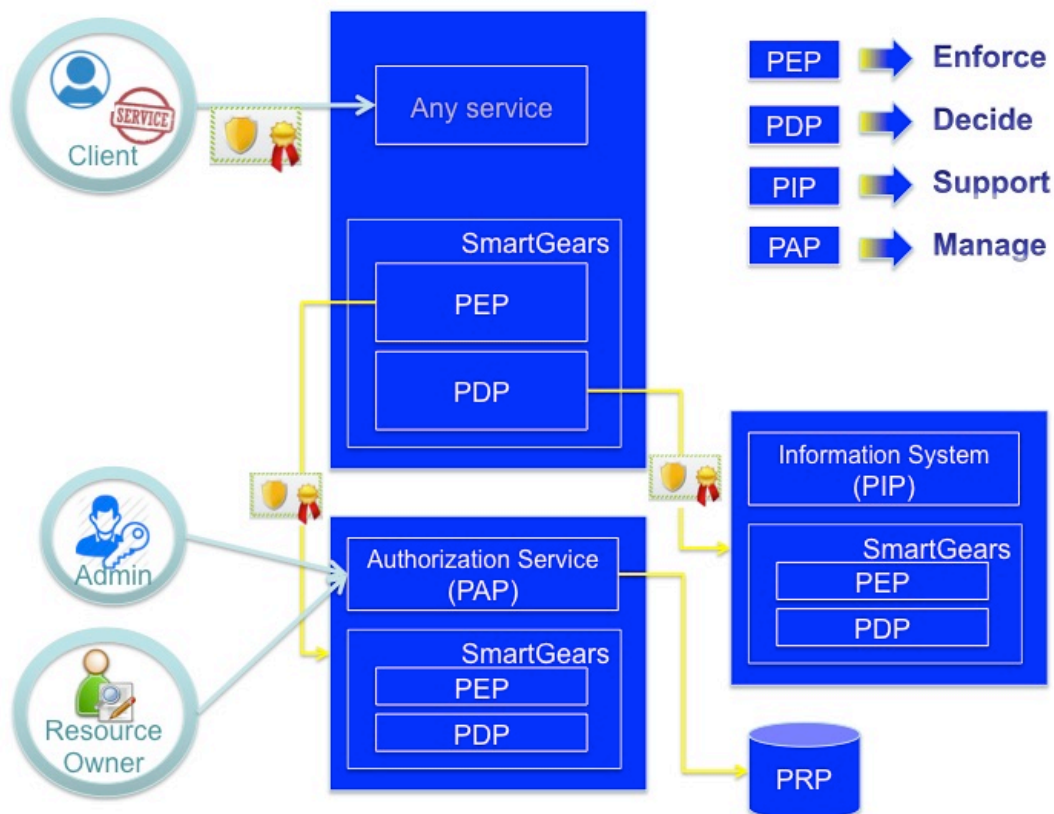 SERVICE
Client
Any service
SmartGears
PEP
PDP
PEP
Enforce
PDP
Decide
PIP
Support
PAP
Manage
Information System
(PIP)
SmartGears
PEP
PDP
Admin
Resource
Owner
Authorization Service
(PAP)
SmartGears
PEP
PDP
PRP